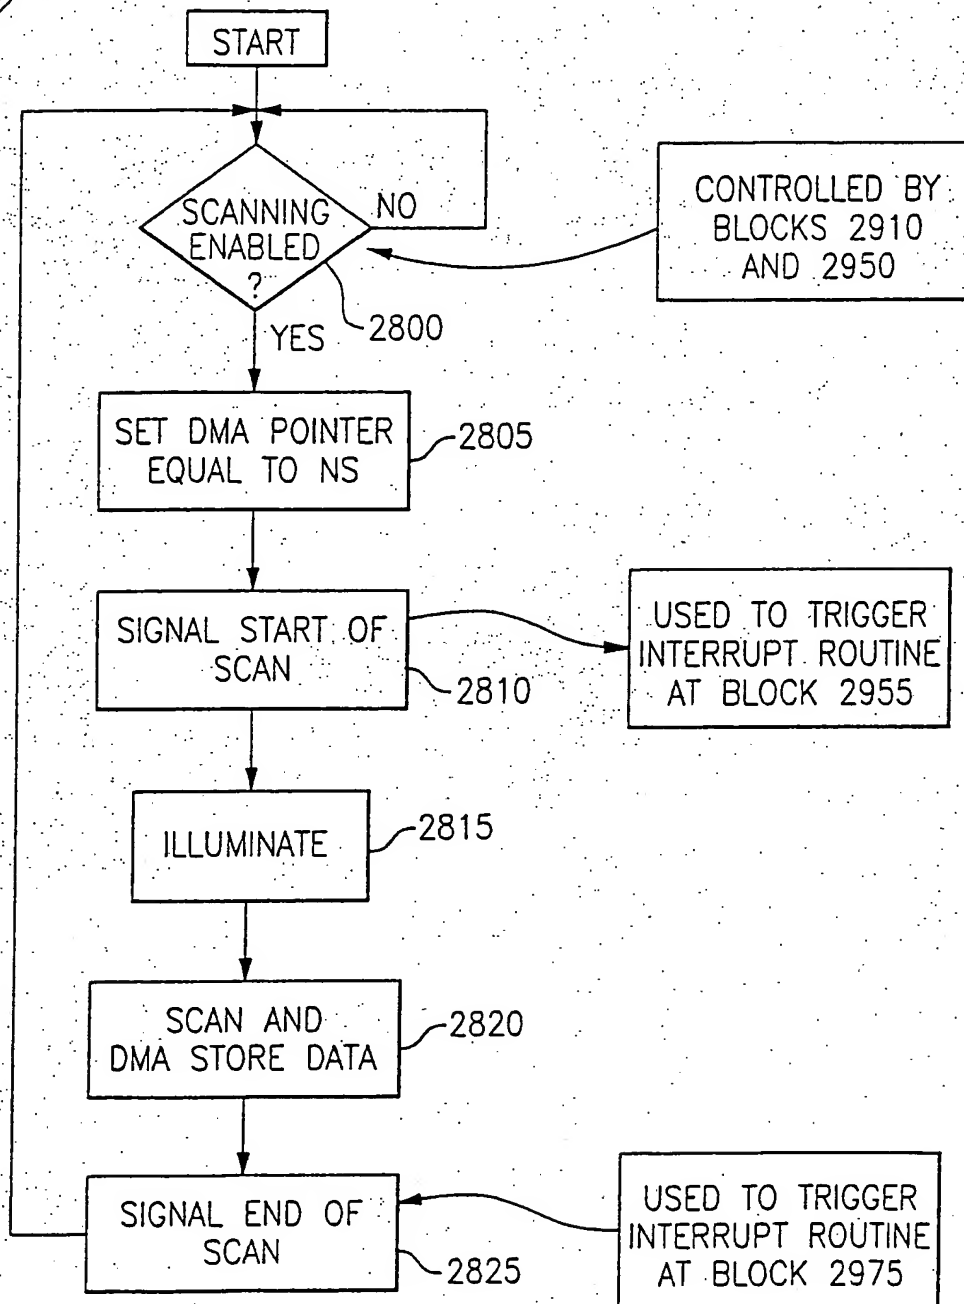 START
SCANNING
ENABLED
?
NO
YES
2800
CONTROLLED BY
BLOCKS 2910
AND 2950
SET DMA POINTER
EQUAL TO NS
2805
SIGNAL START OF
SCAN
2810
USED TO TRIGGER
INTERRUPT ROUTINE
AT BLOCK 2955
ILLUMINATE
2815
SCAN AND
DMA STORE DATA
2820
SIGNAL END OF
SCAN
2825
USED TO TRIGGER
INTERRUPT ROUTINE
AT BLOCK 2975